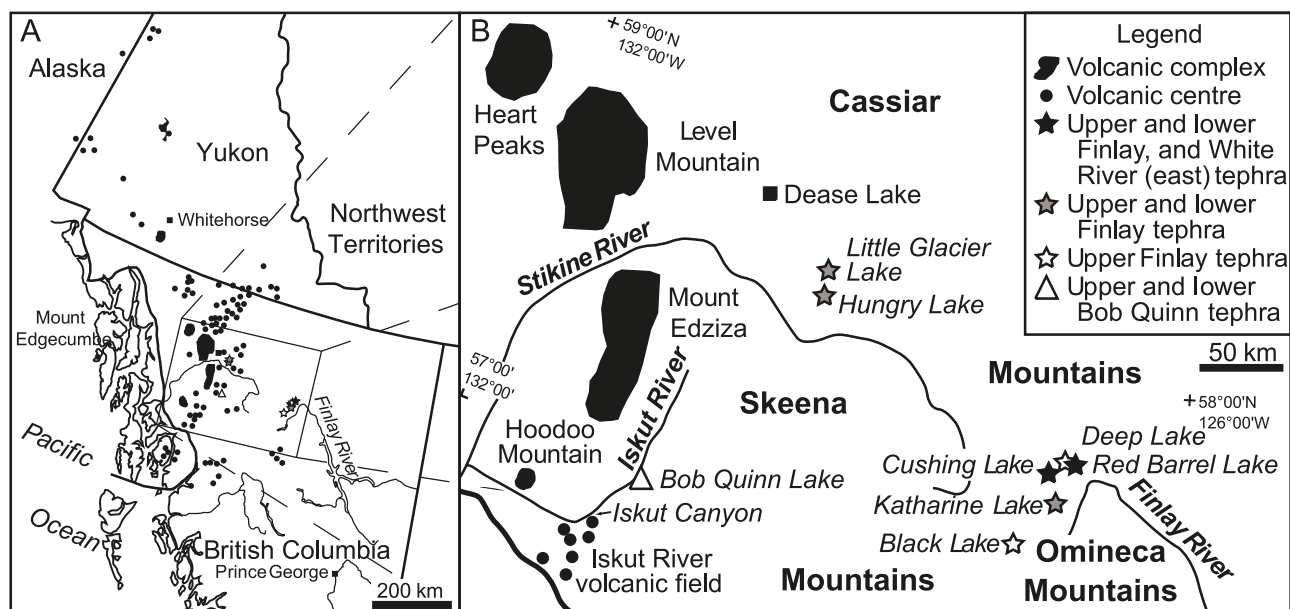 A
Alaska
Yukon
Whitehorse
Northwest
Territories
Mount
Edgecumbe
Pacific
Ocean
Finlay River
British Columbia
Prince George
200 km
B
59°00'N
132°00'W
Heart
Peaks
Level
Mountain
Cassiar
Dease Lake
Stikine River
Little Glacier
Lake
Hungry Lake
Mount
Edziza
57°00'
132°00'
Iskut River
Skeena
Mountains
Hoodoo
Mountain
Bob Quinn Lake
Iskut Canyon
Iskut River
volcanic field
Mountains
58°00'N
126°00'W
Deep Lake
Cushing Lake
Red Barrel Lake
Katharine Lake
Black Lake
Finlay River
Omineca
Mountains
Legend
Volcanic complex
Volcanic centre
Upper and lower
Finlay, and White
River (east) tephra
Upper and lower
Finlay tephra
Upper Finlay tephra
Upper and lower
Bob Quinn tephra
50 km